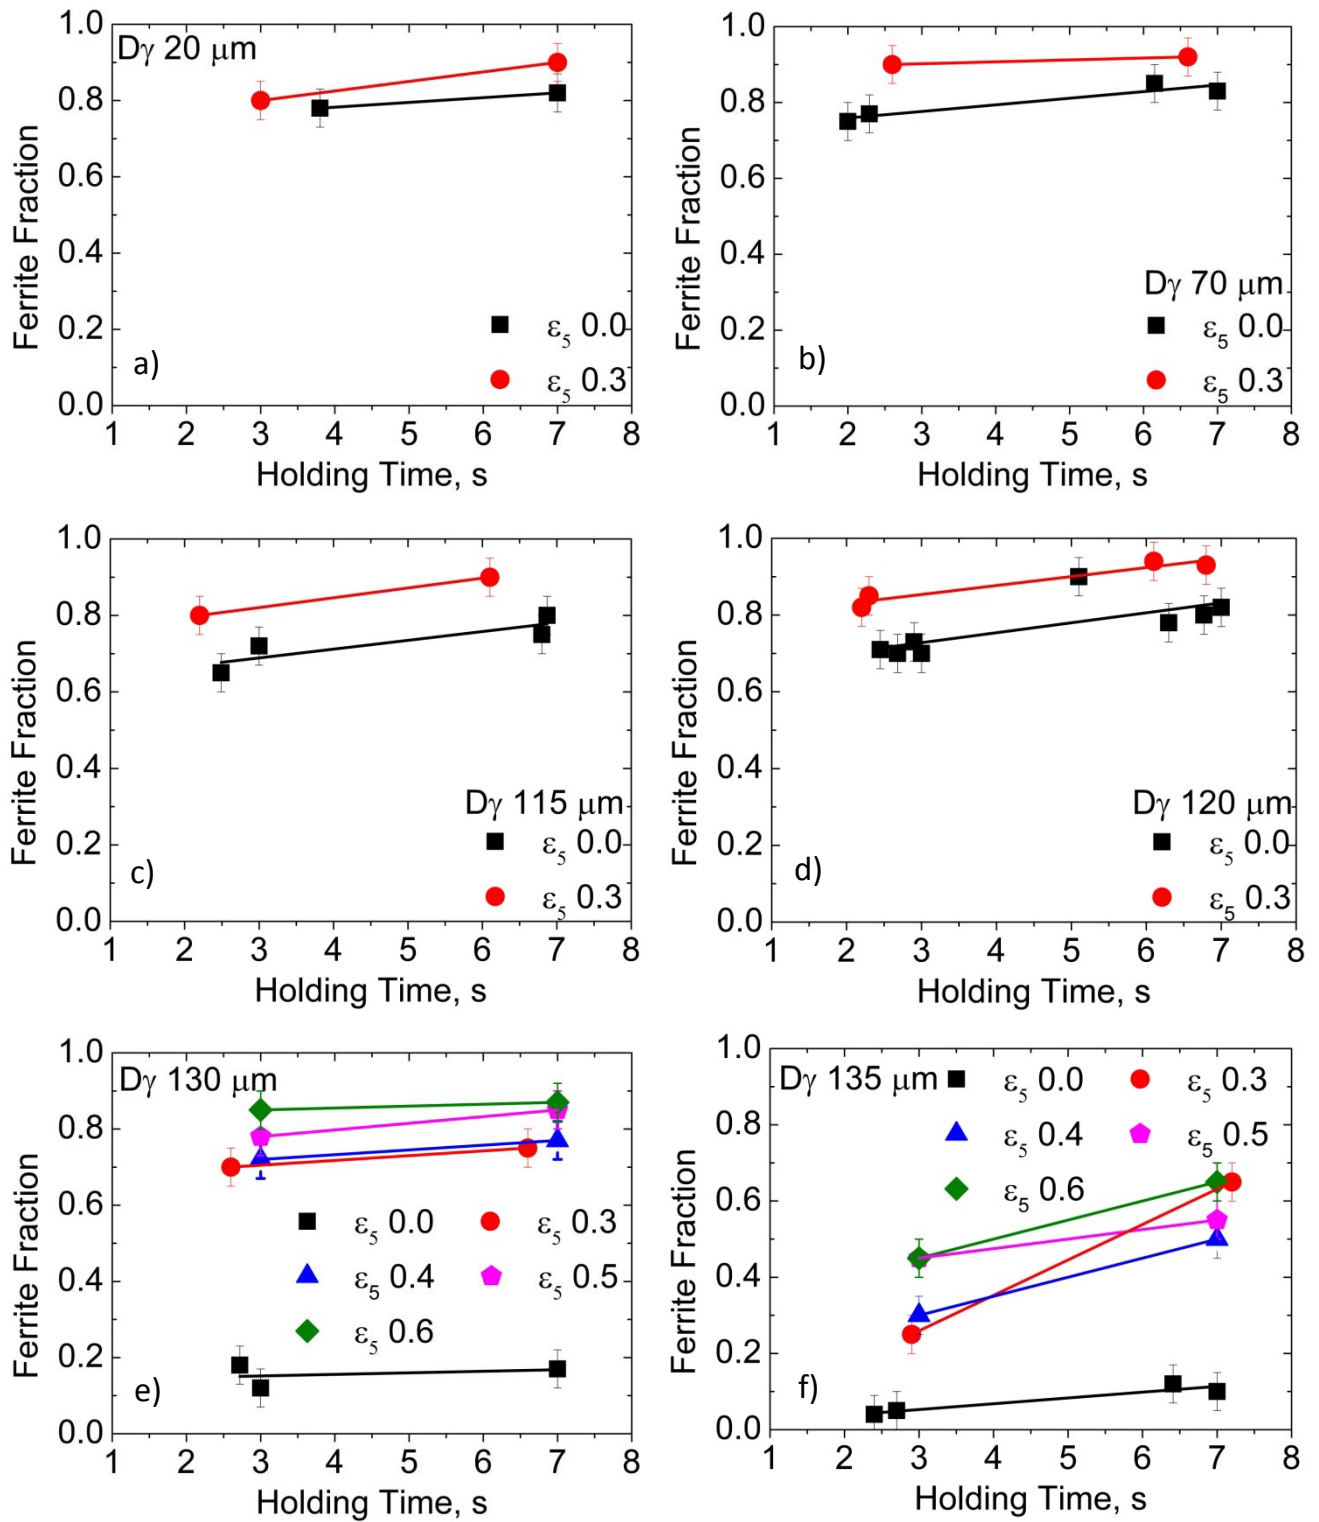 Dγ 20 μm
1.0
0.8
0.6
0.4
0.2
0.0
Ferrite Fraction
ε5 0.0
ε5 0.3
a)
1 2 3 4 5 6 7 8
Holding Time, s
1.0
0.8
0.6
0.4
0.2
0.0
Ferrite Fraction
Dγ 70 μm
ε5 0.0
ε5 0.3
b)
1 2 3 4 5 6 7 8
Holding Time, s
1.0
0.8
0.6
0.4
0.2
0.0
Ferrite Fraction
Dγ 115 μm
ε5 0.0
ε5 0.3
c)
1 2 3 4 5 6 7 8
Holding Time, s
1.0
0.8
0.6
0.4
0.2
0.0
Ferrite Fraction
Dγ 120 μm
ε5 0.0
ε5 0.3
d)
1 2 3 4 5 6 7 8
Holding Time, s
Dγ 130 μm
1.0
0.8
0.6
0.4
0.2
0.0
Ferrite Fraction
ε5 0.0 ε5 0.3
ε5 0.4 ε5 0.5
ε5 0.6
e)
1 2 3 4 5 6 7 8
Holding Time, s
1.0
0.8
0.6
0.4
0.2
0.0
Ferrite Fraction
Dγ 135 μm ε5 0.0 ε5 0.3
ε5 0.4 ε5 0.5
ε5 0.6
f)
1 2 3 4 5 6 7 8
Holding Time, s